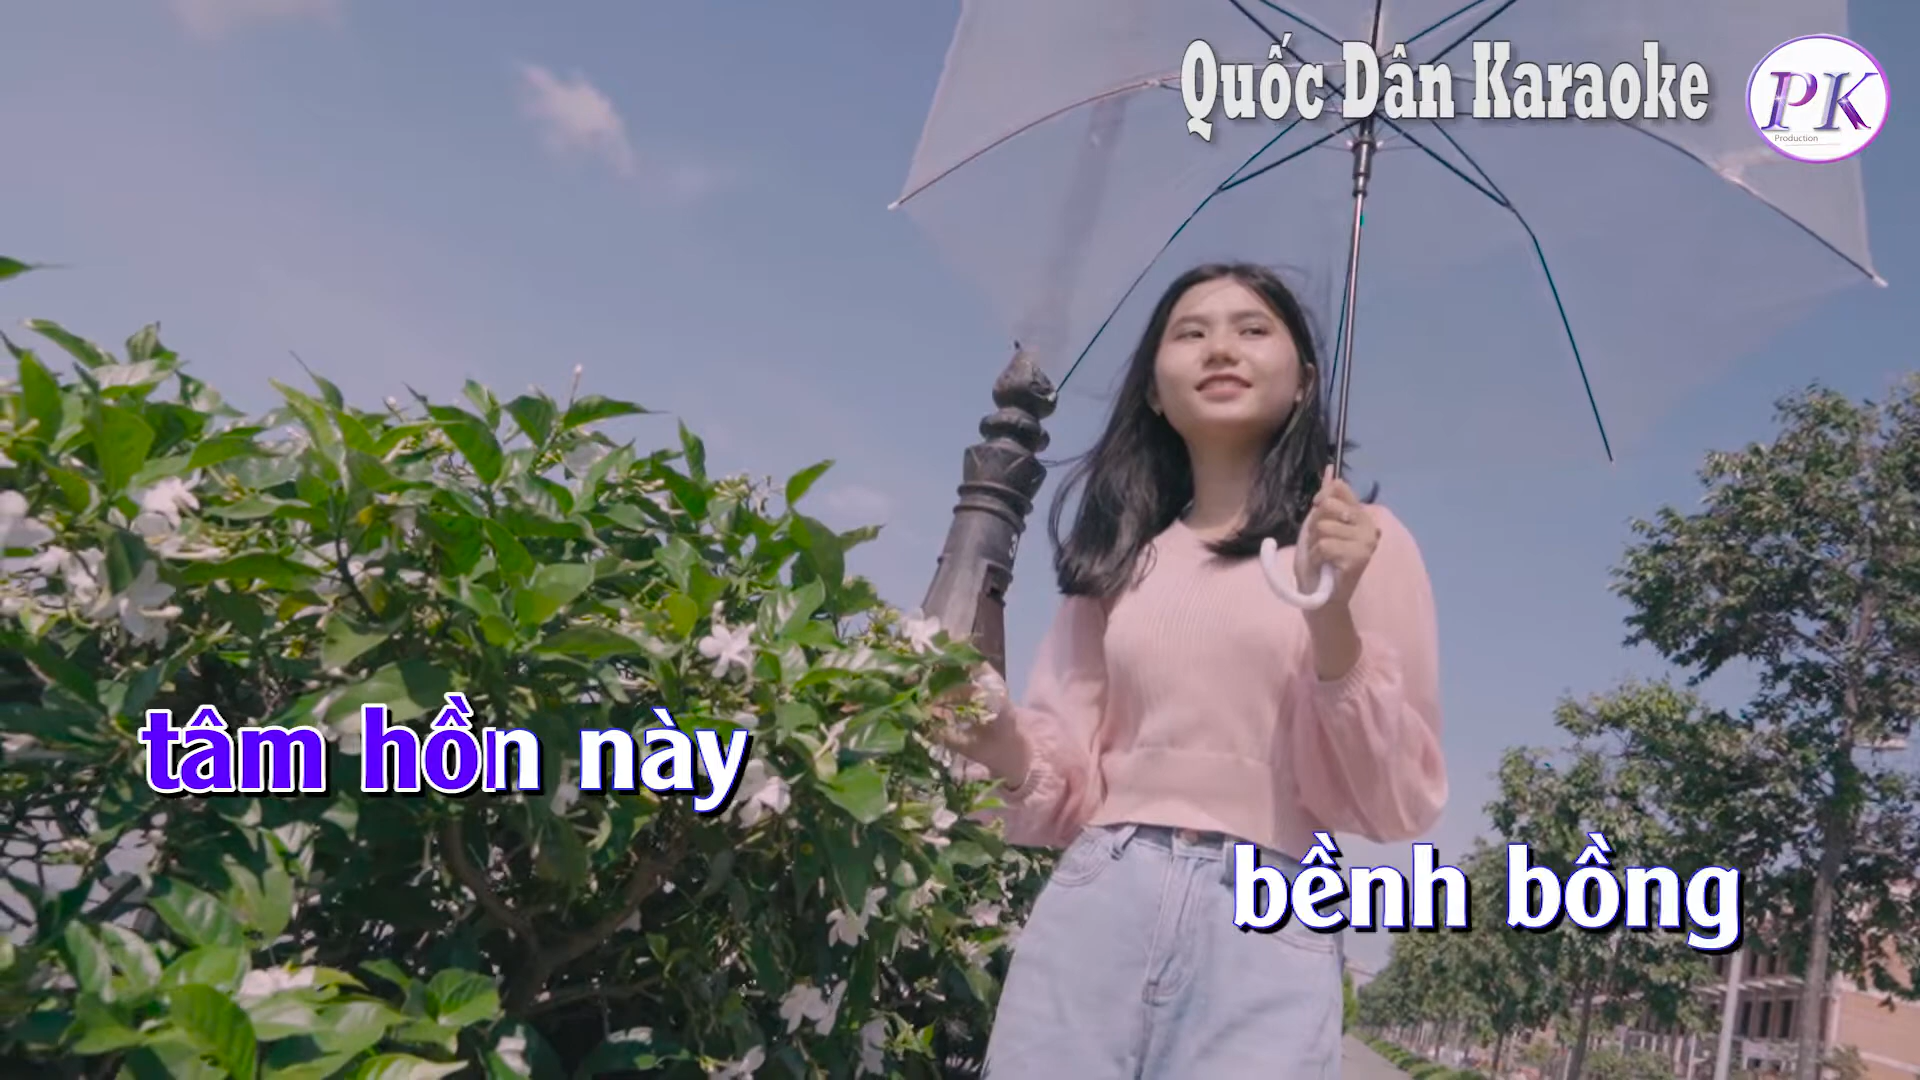 Quốc Dân Karaoke
PK
Production
tâm hồn này
bềnh bồng